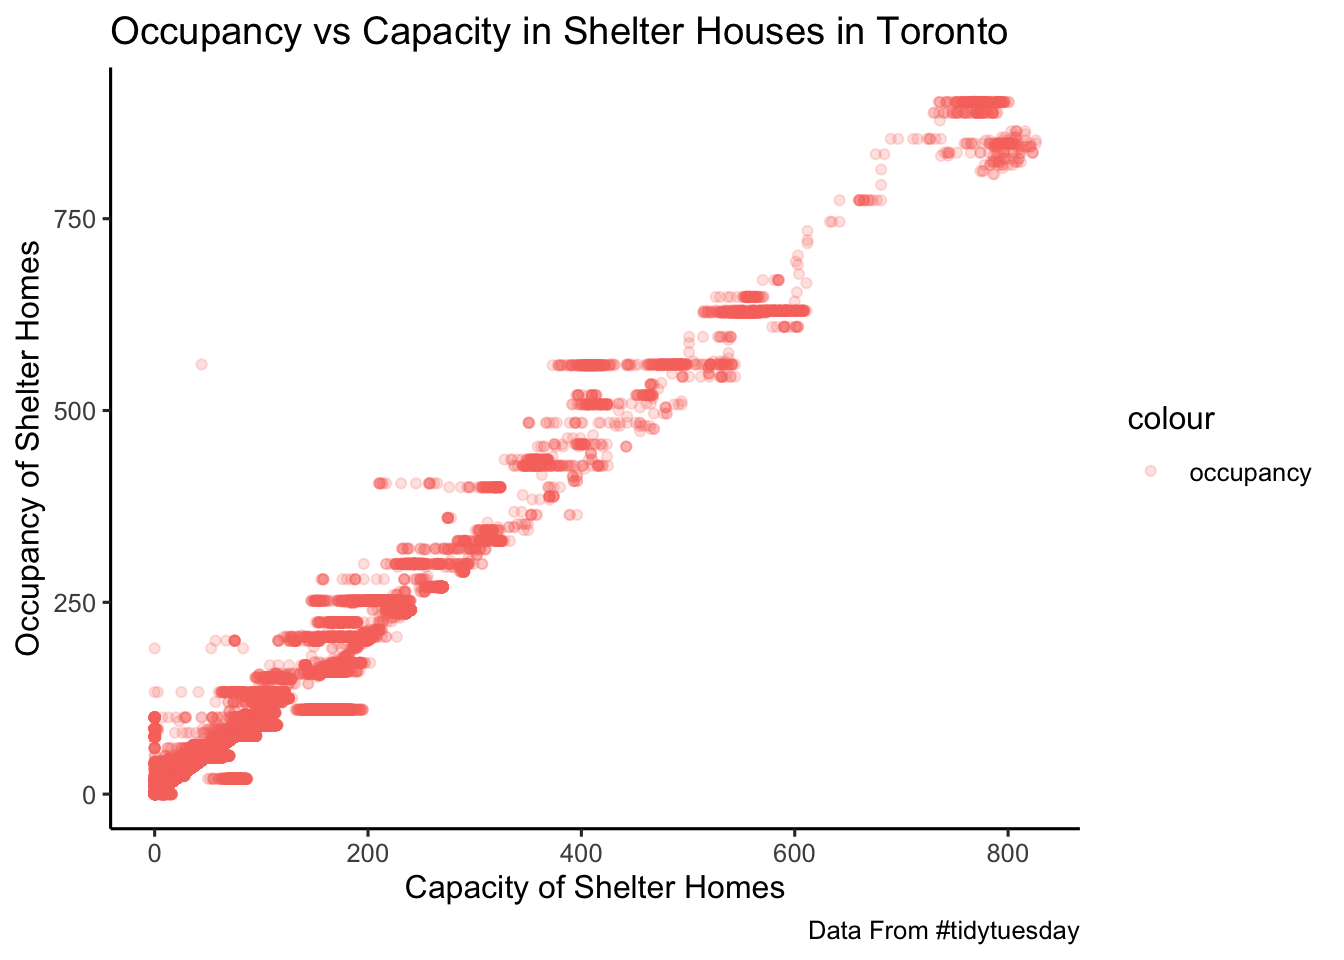 Occupancy vs Capacity in Shelter Houses in Toronto
Occupancy of Shelter Homes
750
500
250
0
0 200 400 600 800
Capacity of Shelter Homes
colour
occupancy
Data From #tidytuesday